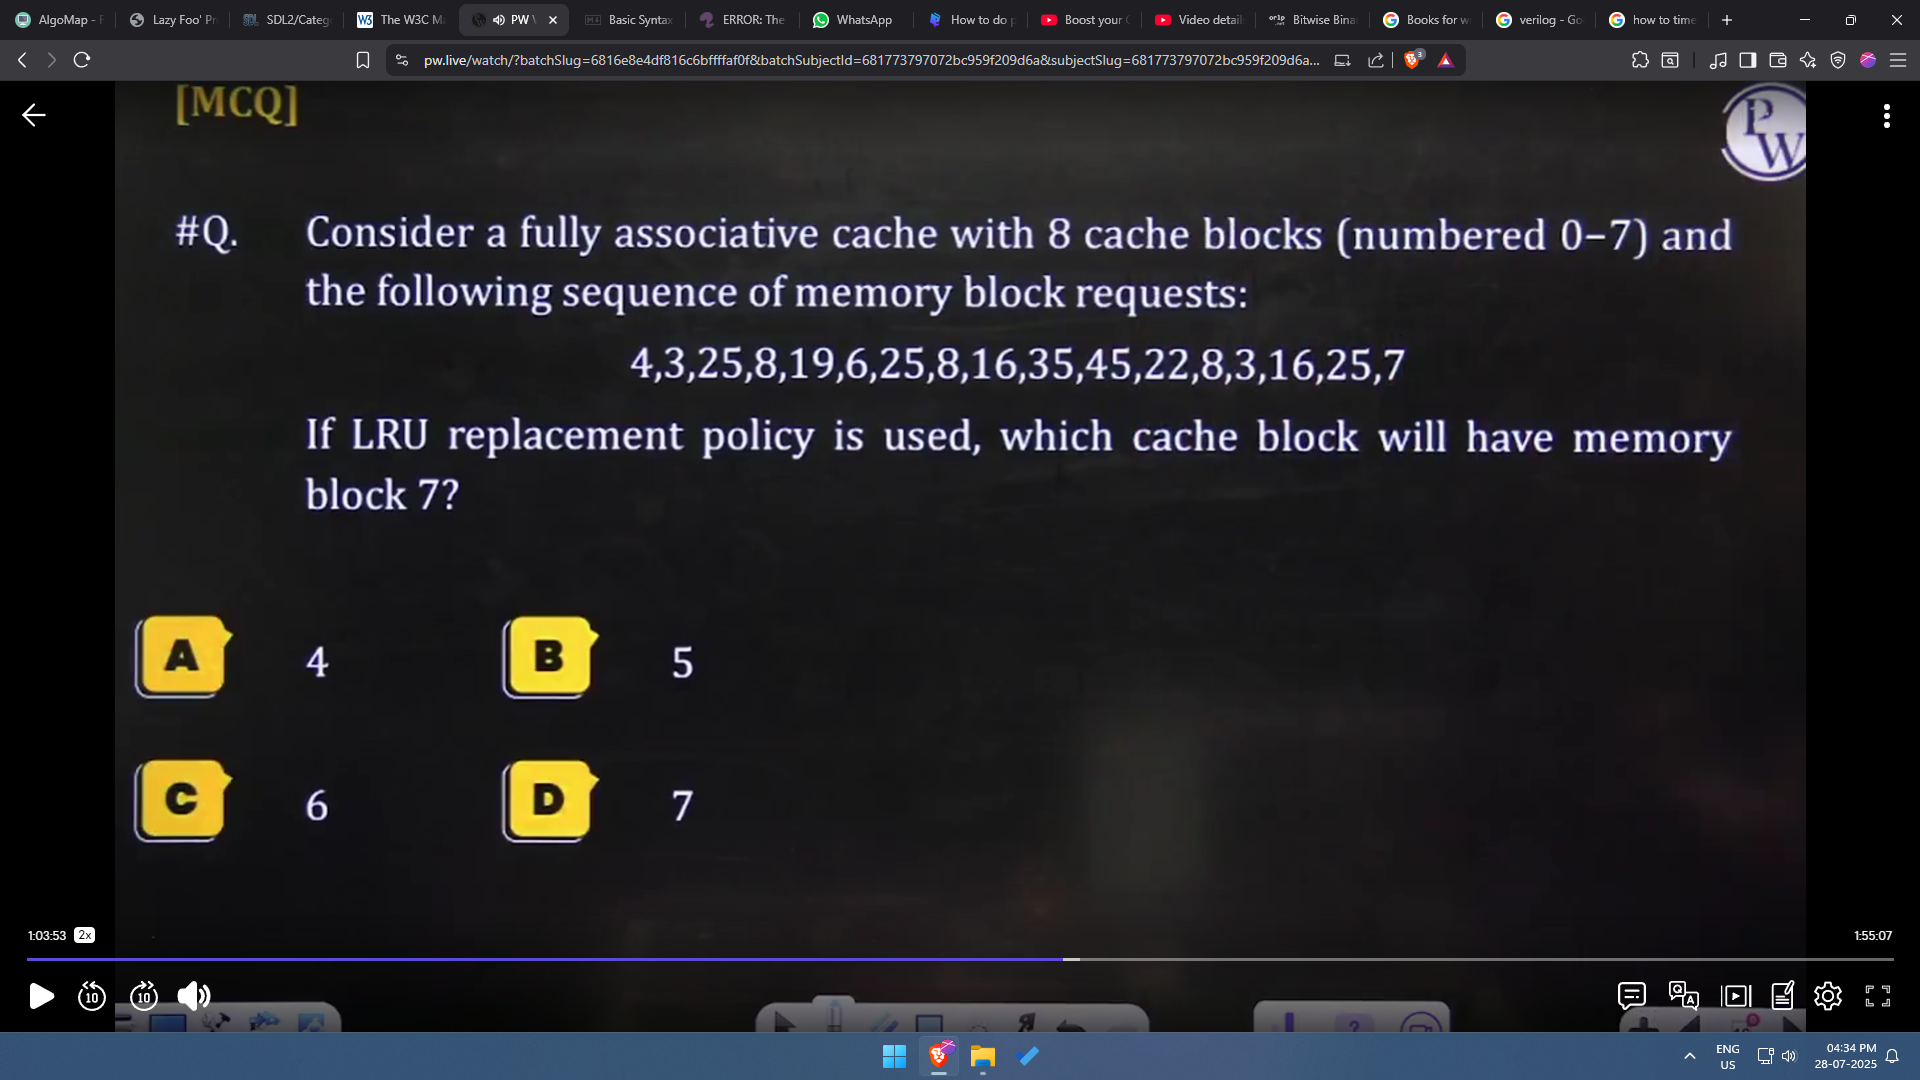 AlgoMap - F
Lazy Foo' Pr
SDL2/Categ
The W3C Ma
PW \
Basic Syntax
ERROR: The
WhatsApp
How to do p
Boost your C
Video detail
Bitwise Bina
Books for w
verilog - Go
how to time
pw.live/watch/?batchSlug=6816e8e4df816c6bffffaf0f&batchSubjectId=681773797072bc959f209d6a&subjectSlug=681773797072bc959f209d6a...
3
[MCQ]
PW
#Q. Consider a fully associative cache with 8 cache blocks (numbered 0–7) and
the following sequence of memory block requests:
4,3,25,8,19,6,25,8,16,35,45,22,8,3,16,25,7
If LRU replacement policy is used, which cache block will have memory
block 7?
A 4 B 5
C 6 D 7
1:03:53 2x 1:55:07
10 10
ENG
US
04:34 PM
28-07-2025